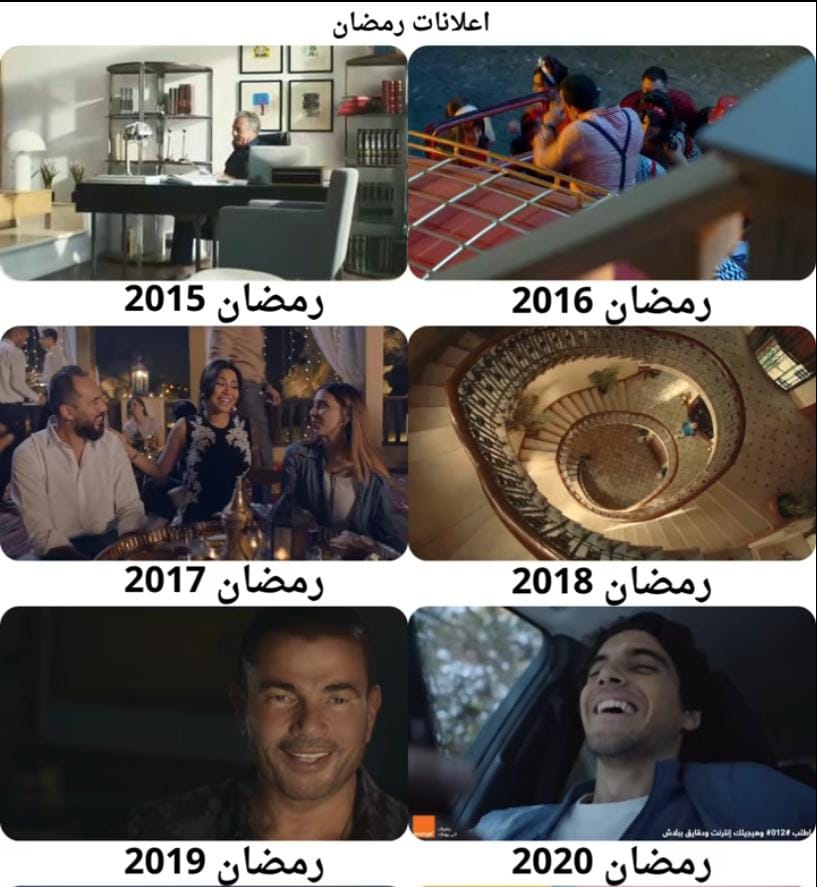 اعلانات رمضان
رمضان 2015
رمضان 2016
رمضان 2017
رمضان 2018
رمضان 2019
رمضان 2020
اطلب #012# وهيجيلك إنترنت ودقايق ببلاش